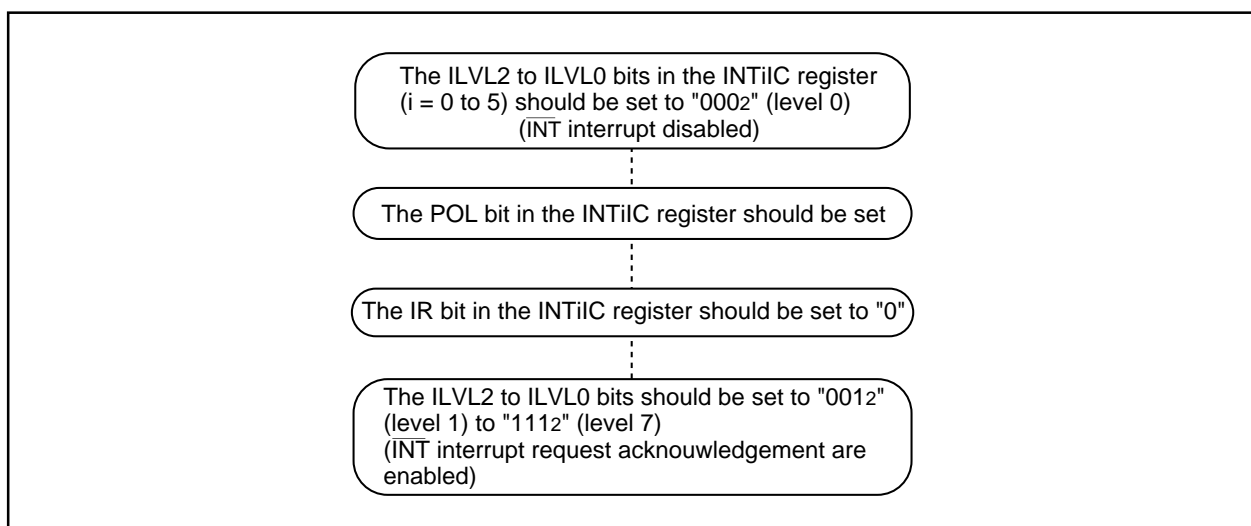 The ILVL2 to ILVL0 bits in the INTiIC register
(i = 0 to 5) should be set to "000₂" (level 0)
(I̅N̅T̅ interrupt disabled)
The POL bit in the INTiIC register should be set
The IR bit in the INTiIC register should be set to "0"
The ILVL2 to ILVL0 bits should be set to "001₂"
(level 1) to "111₂" (level 7)
(I̅N̅T̅ interrupt request acknouwledgement are
enabled)